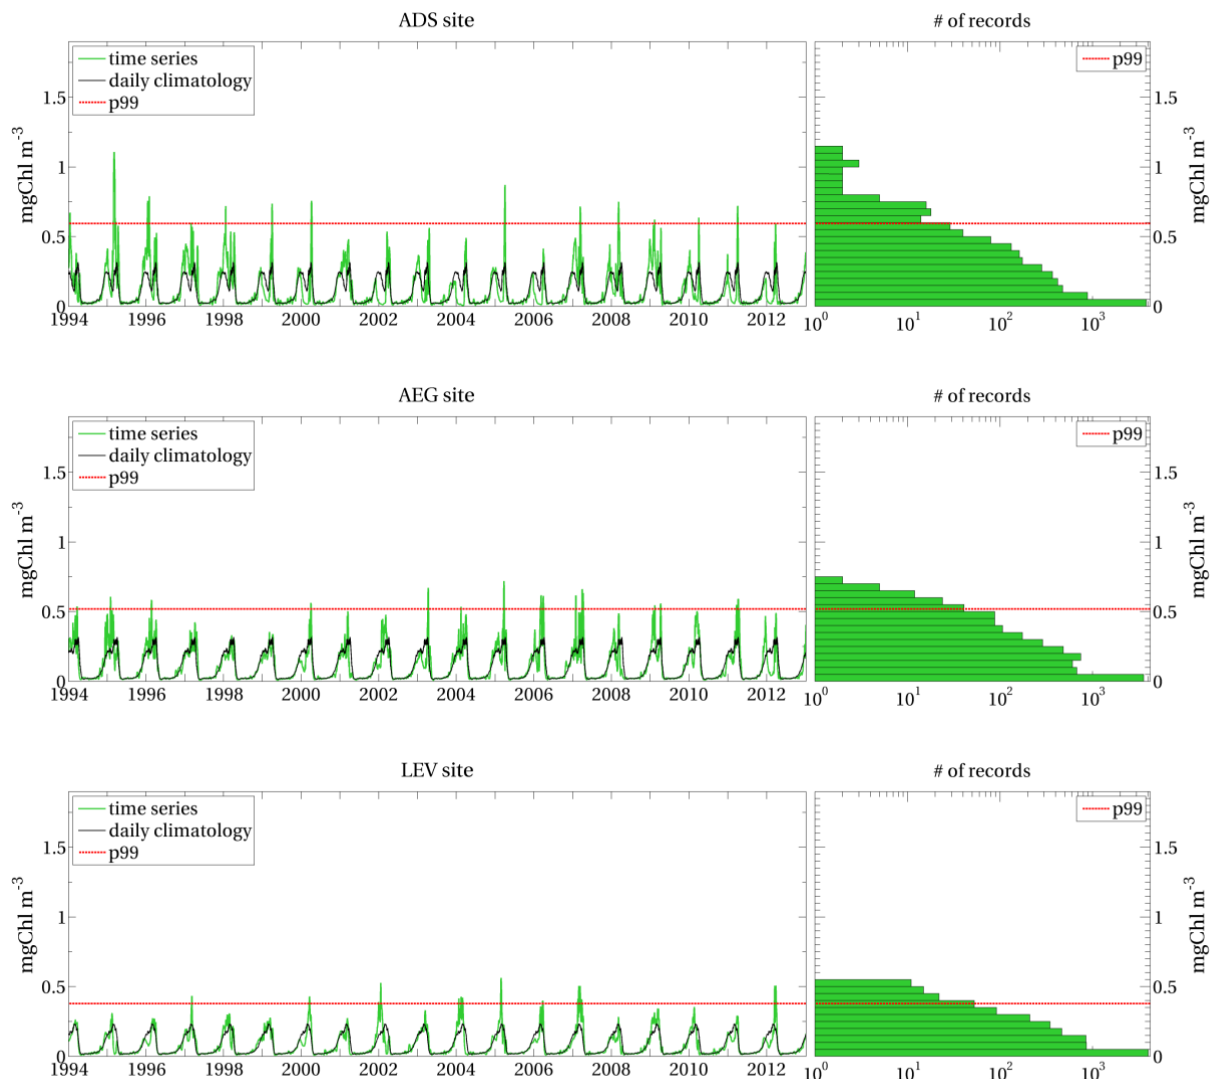 ADS site
# of records
time series
daily climatology
p99
p99
mgChl m-3
1.5
1
0.5
0
1.5
1
0.5
0
mgChl m-3
1994 1996 1998 2000 2002 2004 2006 2008 2010 2012
10^0 10^1 10^2 10^3
AEG site
# of records
time series
daily climatology
p99
p99
mgChl m-3
1.5
1
0.5
0
1.5
1
0.5
0
mgChl m-3
1994 1996 1998 2000 2002 2004 2006 2008 2010 2012
10^0 10^1 10^2 10^3
LEV site
# of records
time series
daily climatology
p99
p99
mgChl m-3
1.5
1
0.5
0
1.5
1
0.5
0
mgChl m-3
1994 1996 1998 2000 2002 2004 2006 2008 2010 2012
10^0 10^1 10^2 10^3